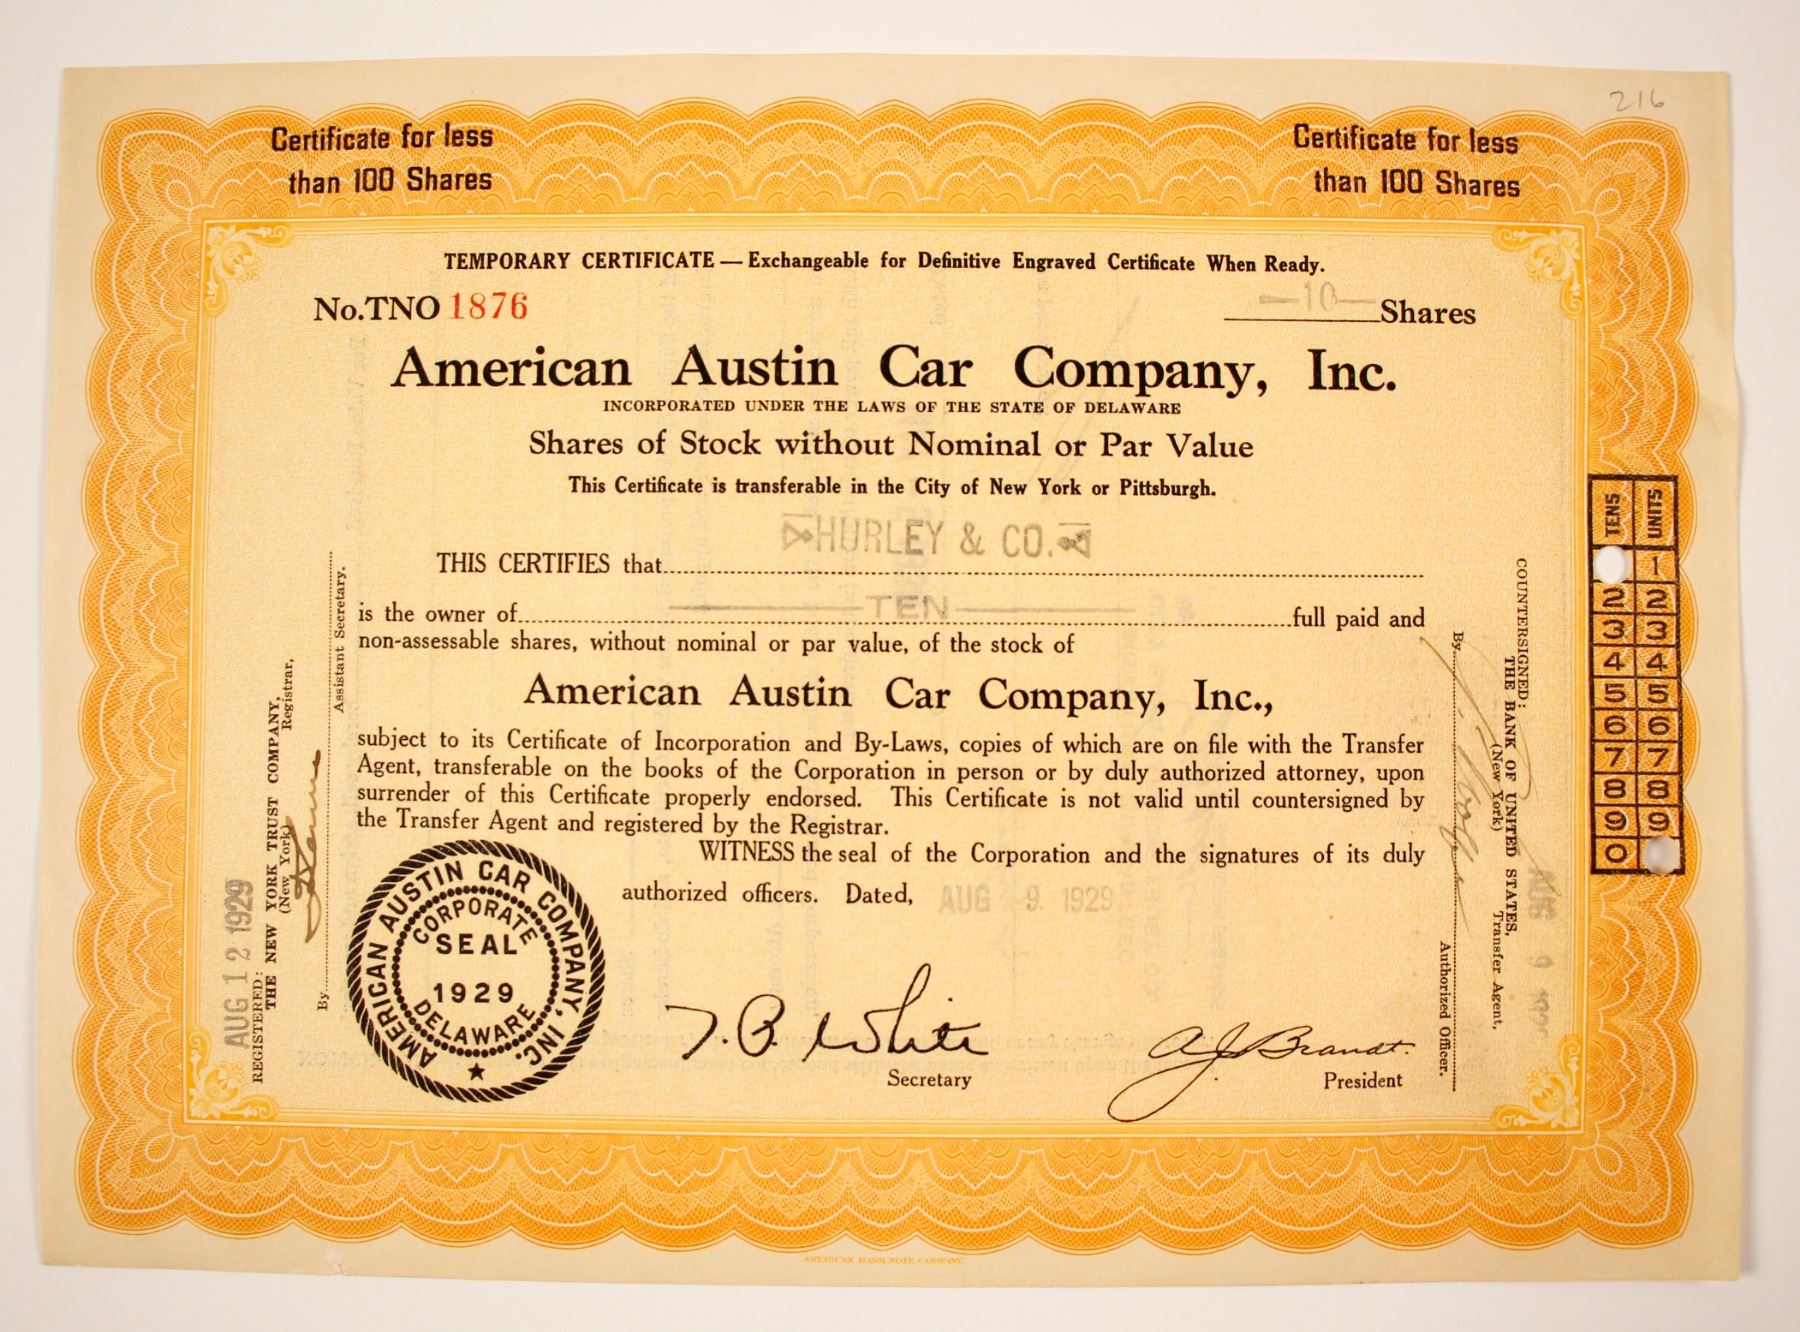 216
Certificate for less
than 100 Shares
Certificate for less
than 100 Shares
TEMPORARY CERTIFICATE — Exchangeable for Definitive Engraved Certificate When Ready.
No.TNO 1876
—10— Shares
American Austin Car Company, Inc.
INCORPORATED UNDER THE LAWS OF THE STATE OF DELAWARE
Shares of Stock without Nominal or Par Value
This Certificate is transferable in the City of New York or Pittsburgh.
THIS CERTIFIES that HURLEY & CO.
is the owner of TEN full paid and
non-assessable shares, without nominal or par value, of the stock of
American Austin Car Company, Inc.,
subject to its Certificate of Incorporation and By-Laws, copies of which are on file with the Transfer
Agent, transferable on the books of the Corporation in person or by duly authorized attorney, upon
surrender of this Certificate properly endorsed. This Certificate is not valid until countersigned by
the Transfer Agent and registered by the Registrar.
WITNESS the seal of the Corporation and the signatures of its duly
authorized officers. Dated, AUG 9. 1929
AMERICAN AUSTIN CAR COMPANY, INC.
CORPORATE
SEAL
1929
DELAWARE
J. B. White
Secretary
A J Brandt.
President
AUG 12 1929
REGISTERED:
THE NEW YORK TRUST COMPANY,
(New York)
Registrar,
By
Assistant Secretary.
COUNTERSIGNED:
THE BANK OF UNITED STATES,
(New York)
Transfer Agent,
By
Authorized Officer.
AUG 9
TENS UNITS
1
2 2
3 3
4 4
5 5
6 6
7 7
8 8
9 9
0
AMERICAN BANK NOTE COMPANY.